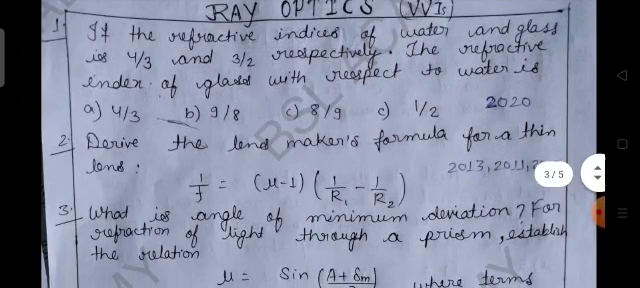 RAY OPTICS (VVIs)
1. If the refractive indices of water and glass
is 4/3 and 3/2 respectively. The refractive
index of glass with respect to water is
a) 4/3 b) 9/8 c) 8/9 c) 1/2 2020
2. Derive the lens maker's formula for a thin
lens :
1/f = (μ-1) (1/R1 - 1/R2) 2013, 2011,
3/5
3. What is angle of minimum deviation? For
refraction of light through a prism, establish
the relation
μ = Sin (A+δm) where terms